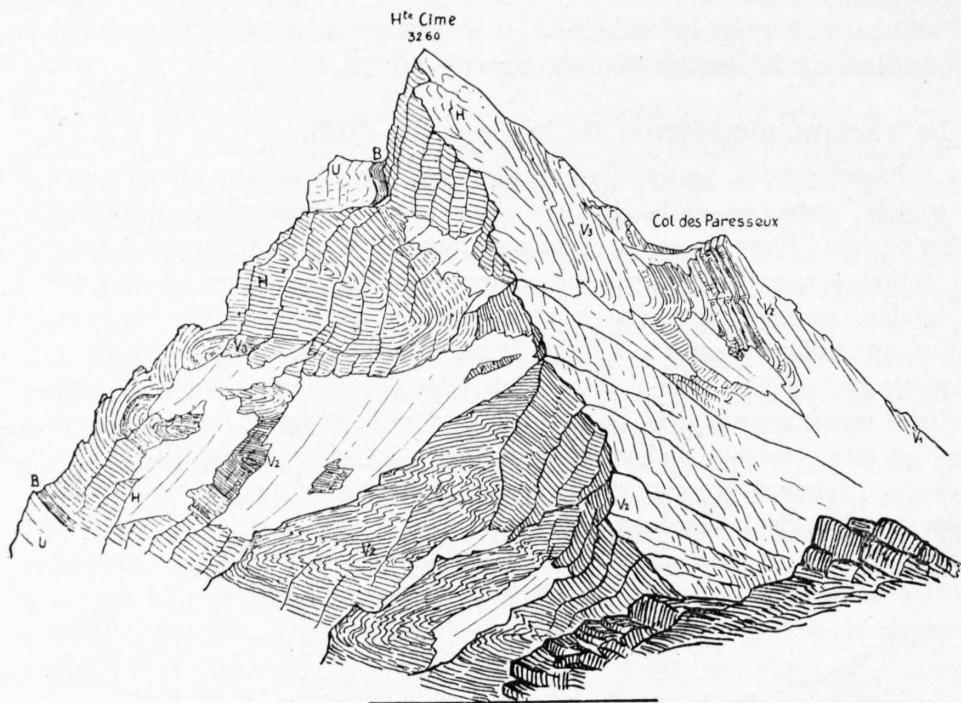 Hte Cime
3260
H
B
U
Col des Paresseux
V3
H
V2
V3
V1
B
V2
H
V2
U
V2